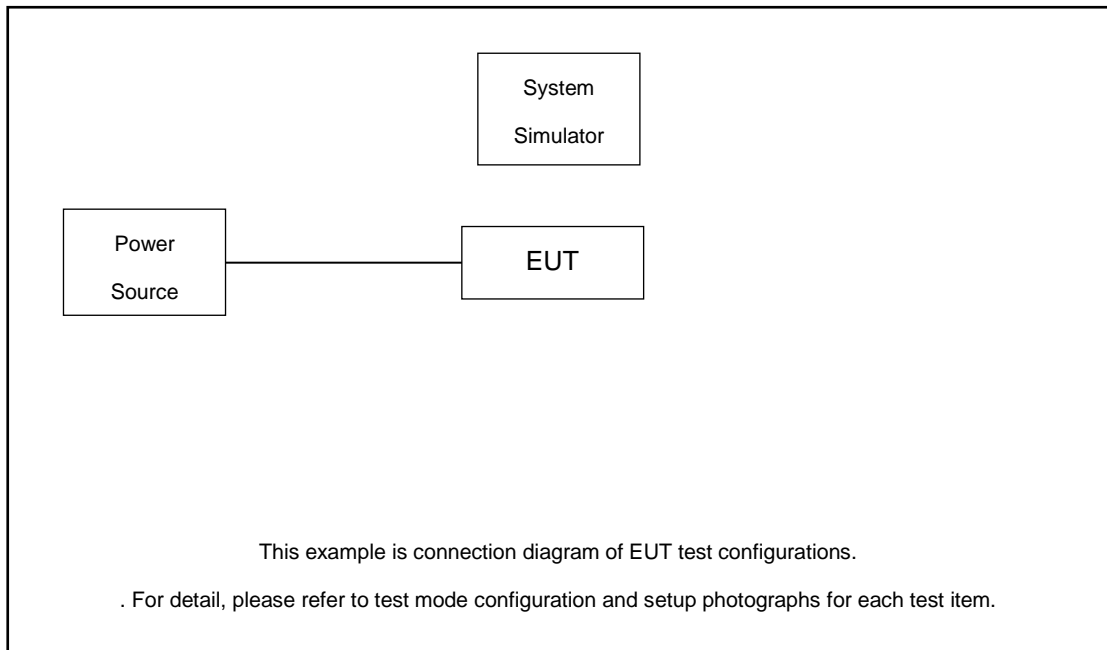 System
Simulator
Power
Source
EUT
This example is connection diagram of EUT test configurations.
. For detail, please refer to test mode configuration and setup photographs for each test item.